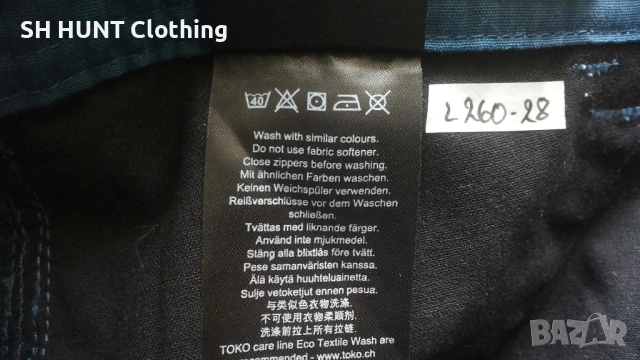 SH HUNT Clothing
40
L260-28
Wash with similar colours.
Do not use fabric softener.
Close zippers before washing.
Mit ähnlichen Farben waschen.
Keinen Weichspüler verwenden.
Reißverschlüsse vor dem Waschen
schließen.
Tvättas med liknande färger.
Använd inte mjukmedel.
Stäng alla blixtlås före tvätt.
Pese samanväristen kanssa.
Älä käytä huuhteluainetta.
Sulje vetoketjut ennen pesua.
与类似色衣物洗涤.
不可使用衣物柔顺剂.
洗涤前拉上所有拉链.
TOKO care line Eco Textile Wash are
recommended - www.toko.ch
BAZAR
bg